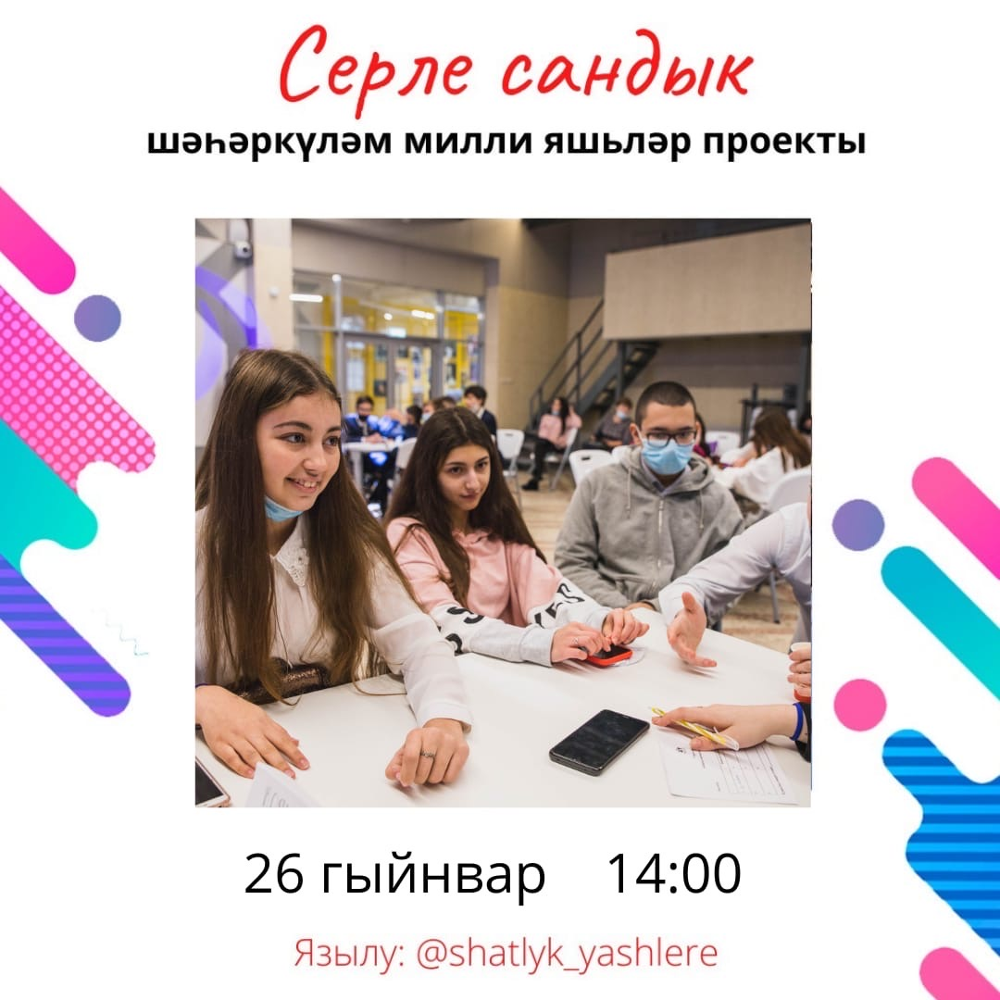 Серле сандык
шәһәркүләм милли яшьләр проекты
26 гыйнвар 14:00
Язылу: @shatlyk_yashlere